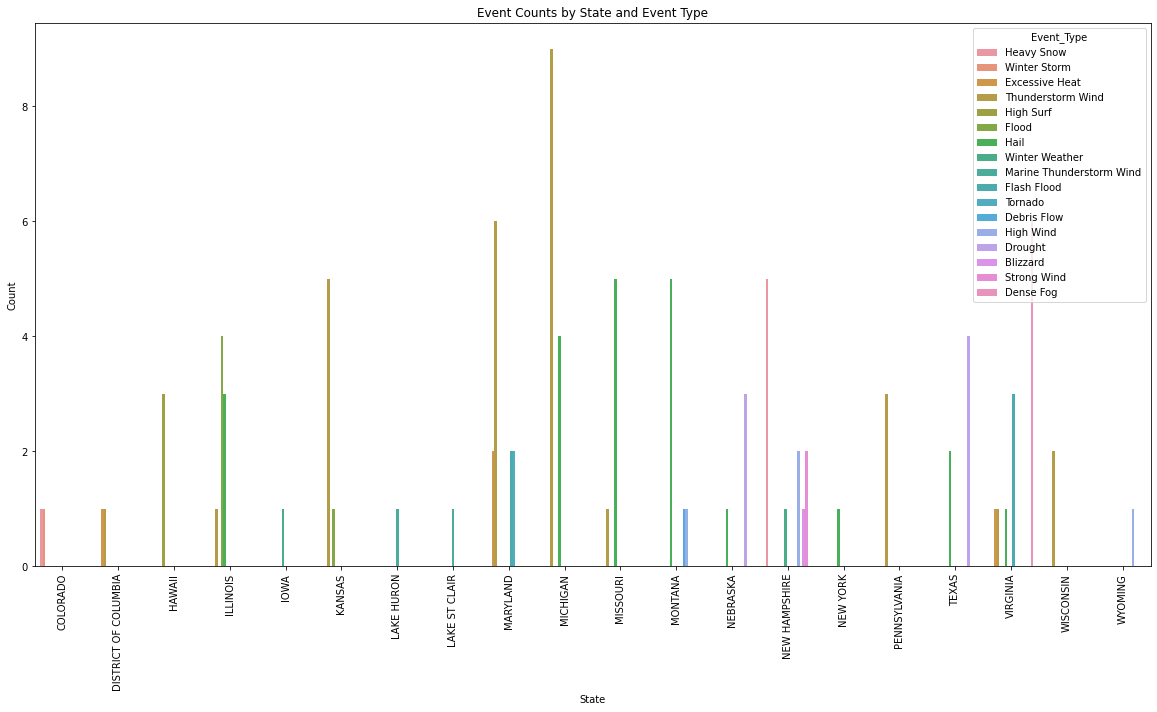 Event Counts by State and Event Type
Event_Type
Heavy Snow
Winter Storm
Excessive Heat
Thunderstorm Wind
High Surf
Flood
Hail
Winter Weather
Marine Thunderstorm Wind
Flash Flood
Tornado
Debris Flow
High Wind
Drought
Blizzard
Strong Wind
Dense Fog
Count
8
6
4
2
0
COLORADO
DISTRICT OF COLUMBIA
HAWAII
ILLINOIS
IOWA
KANSAS
LAKE HURON
LAKE ST CLAIR
MARYLAND
MICHIGAN
MISSOURI
MONTANA
NEBRASKA
NEW HAMPSHIRE
NEW YORK
PENNSYLVANIA
TEXAS
VIRGINIA
WISCONSIN
WYOMING
State